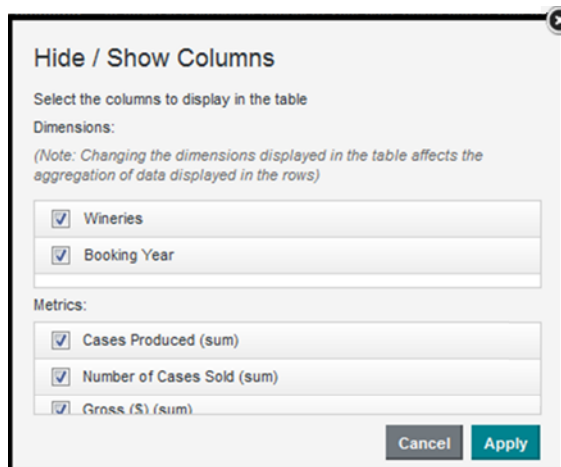 Hide / Show Columns
Select the columns to display in the table
Dimensions:
(Note: Changing the dimensions displayed in the table affects the
aggregation of data displayed in the rows)
Wineries
Booking Year
Metrics:
Cases Produced (sum)
Number of Cases Sold (sum)
Gross ($) (sum)
Cancel Apply